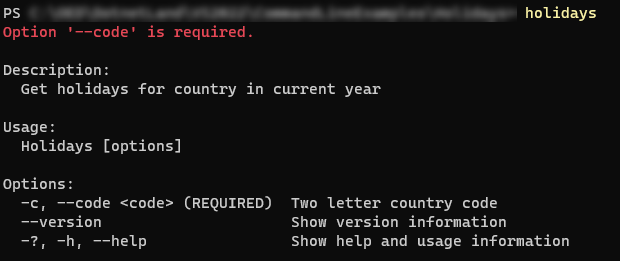 PS holidays
Option '--code' is required.
Description:
Get holidays for country in current year
Usage:
Holidays [options]
Options:
-c, --code <code> (REQUIRED) Two letter country code
--version Show version information
-?, -h, --help Show help and usage information